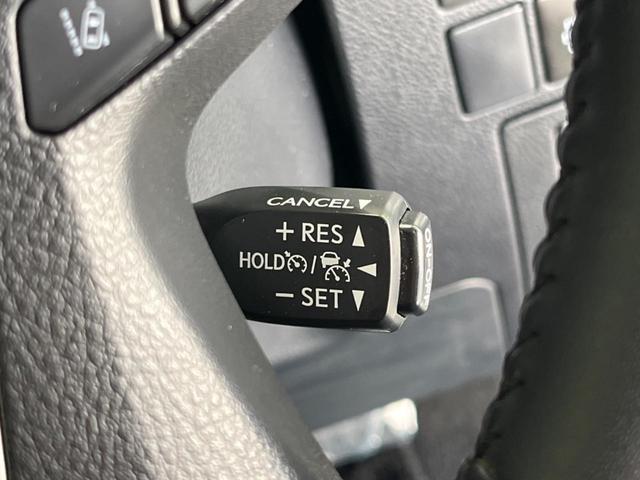 CANCEL▼
+ RES ▲
HOLD / ◄
− SET ▼
ON-OFF